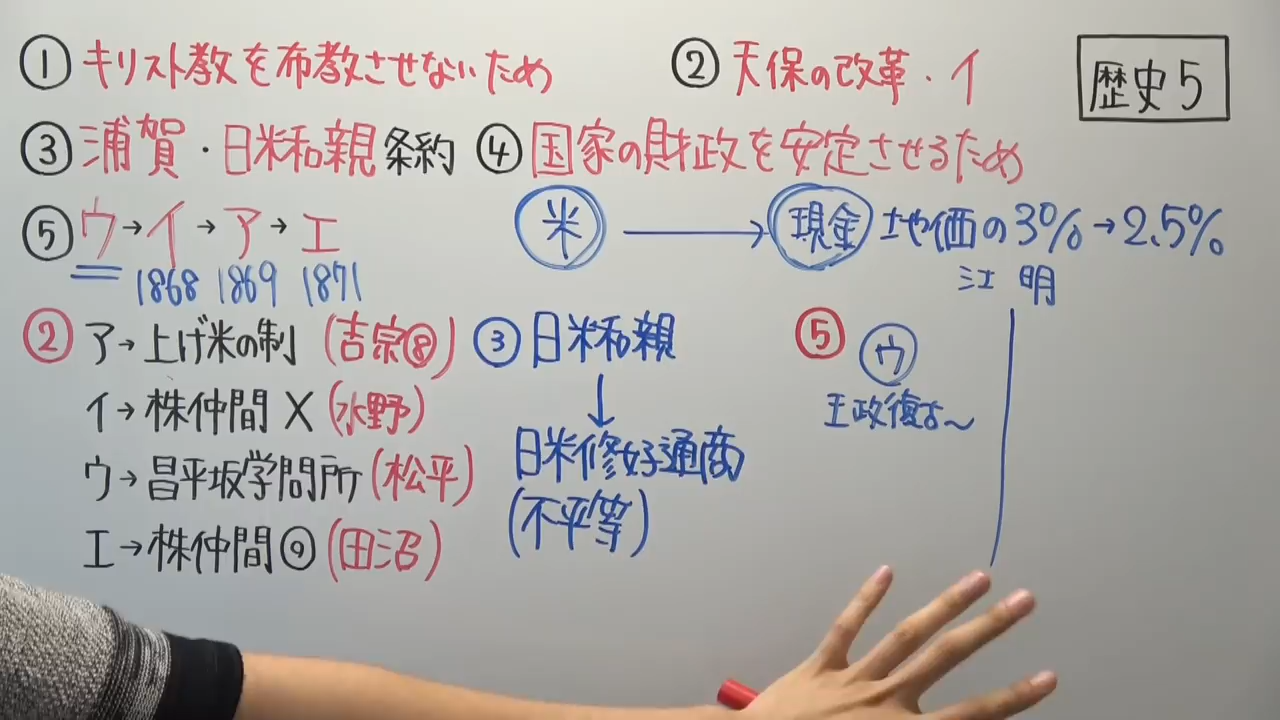 ① キリスト教を布教させないため ② 天保の改革・イ
歴史5
③ 浦賀・日米和親条約 ④ 国家の財政を安定させるため
⑤ ウ→イ→ア→エ
1868 1869 1871
米 → 現金 地価の3%→2.5%
江 明
② ア→上げ米の制 (吉宗⑧)
イ→株仲間 X (水野)
ウ→昌平坂学問所 (松平)
エ→株仲間 (田沼)
③ 日米和親
↓
日米修好通商
(不平等)
⑤ ウ
王政復古〜